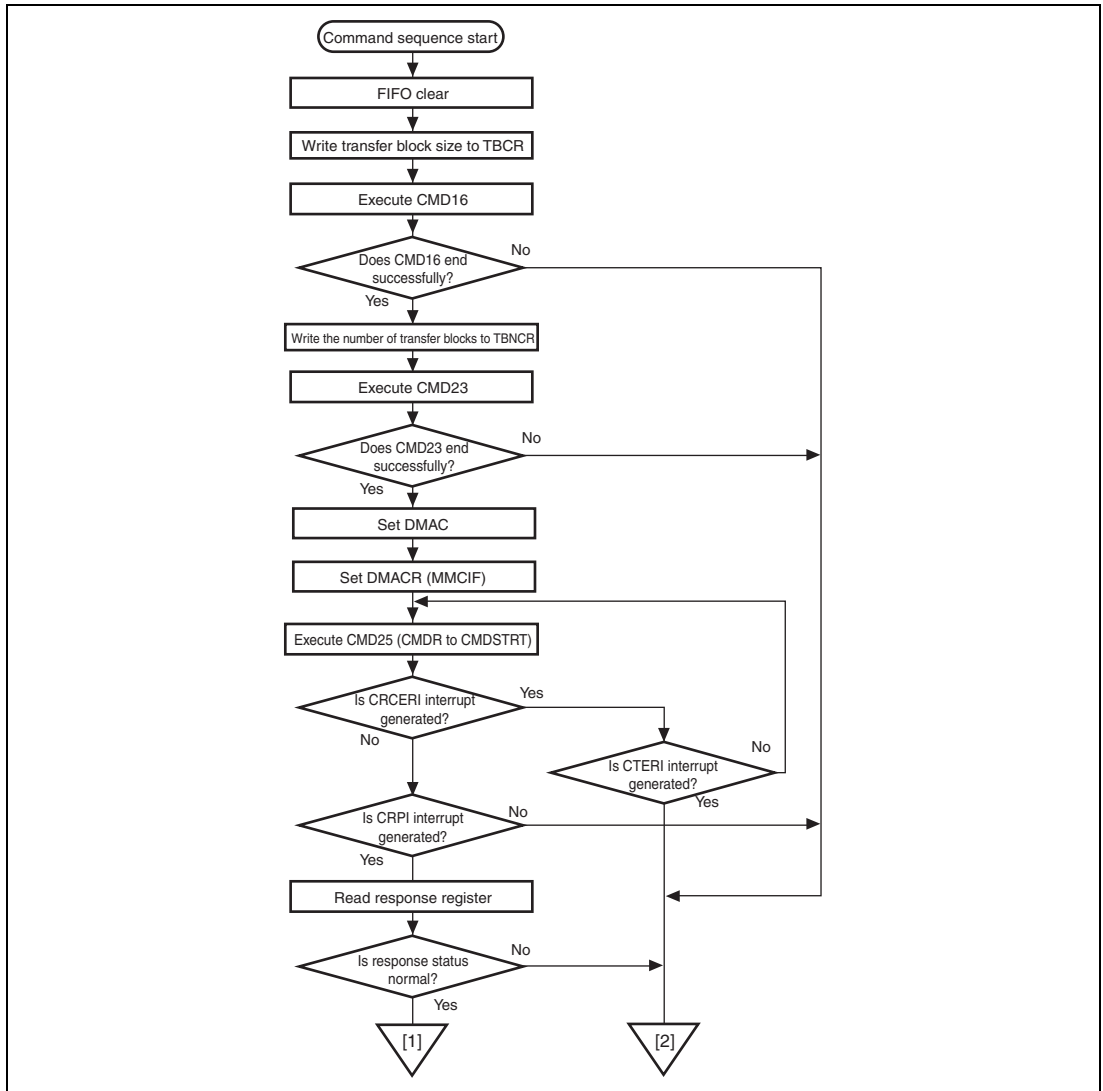 Command sequence start
FIFO clear
Write transfer block size to TBCR
Execute CMD16
Does CMD16 end
successfully?
No
Yes
Write the number of transfer blocks to TBNCR
Execute CMD23
Does CMD23 end
successfully?
No
Yes
Set DMAC
Set DMACR (MMCIF)
Execute CMD25 (CMDR to CMDSTRT)
Is CRCERI interrupt
generated?
Yes
No
Is CTERI interrupt
generated?
No
Yes
Is CRPI interrupt
generated?
No
Yes
Read response register
Is response status
normal?
No
Yes
[1]
[2]